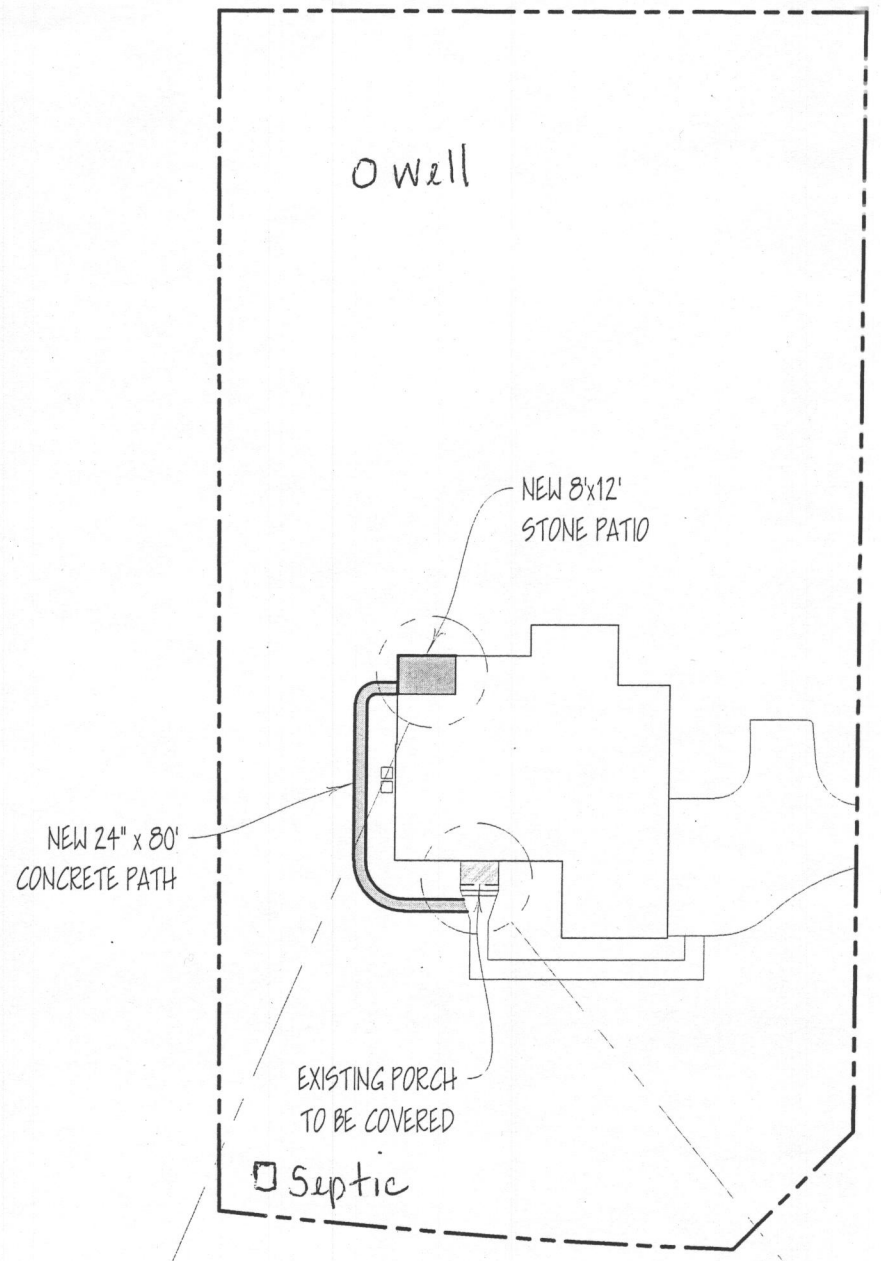 O Well
NEW 8'x12'
STONE PATIO
NEW 24" x 80'
CONCRETE PATH
EXISTING PORCH
TO BE COVERED
Septic